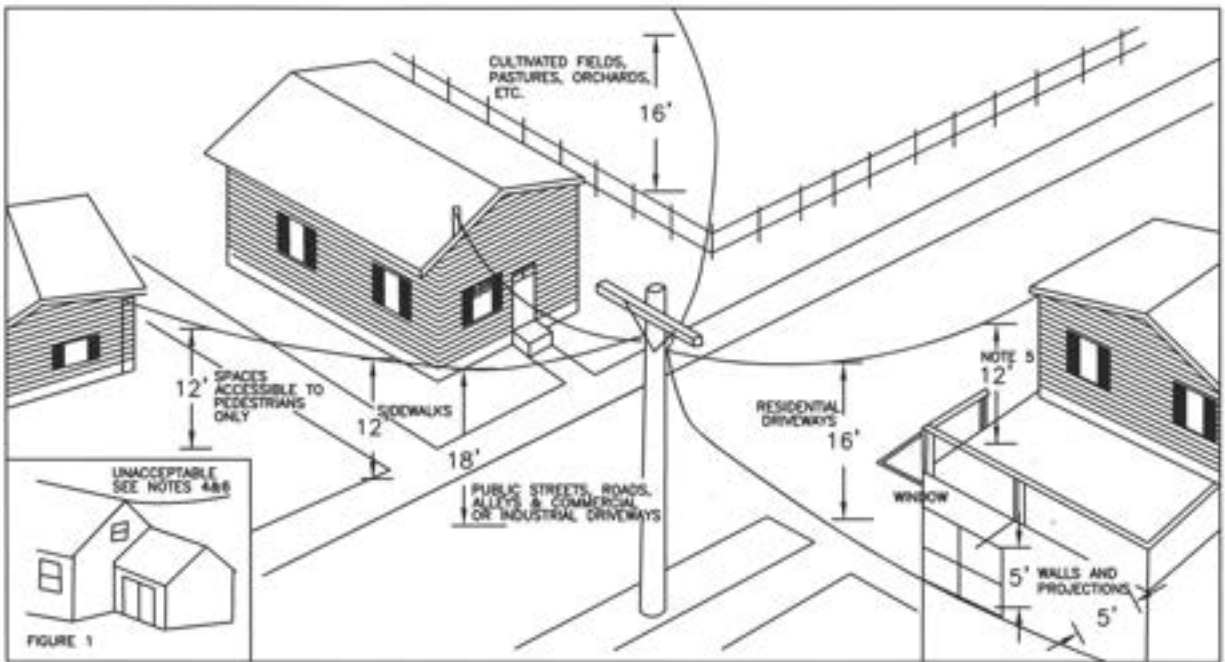 CULTIVATED FIELDS,
PASTURES, ORCHARDS,
ETC.
16'
12'
SPACES
ACCESSIBLE TO
PEDESTRIANS
ONLY
12
SIDEWALKS
18'
PUBLIC STREETS, ROADS,
ALLEYS & COMMERCIAL
OR INDUSTRIAL DRIVEWAYS
RESIDENTIAL
DRIVEWAYS
16'
NOTE 5
12'
WINDOW
5'
WALLS AND
PROJECTIONS
5'
UNACCEPTABLE
SEE NOTES 4&6
FIGURE 1